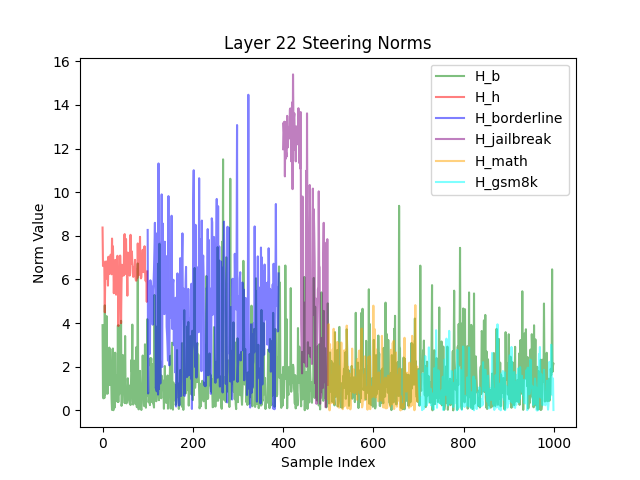 Layer 22 Steering Norms
16
14
12
10
8
6
4
2
0
Norm Value
H_b
H_h
H_borderline
H_jailbreak
H_math
H_gsm8k
0 200 400 600 800 1000
Sample Index